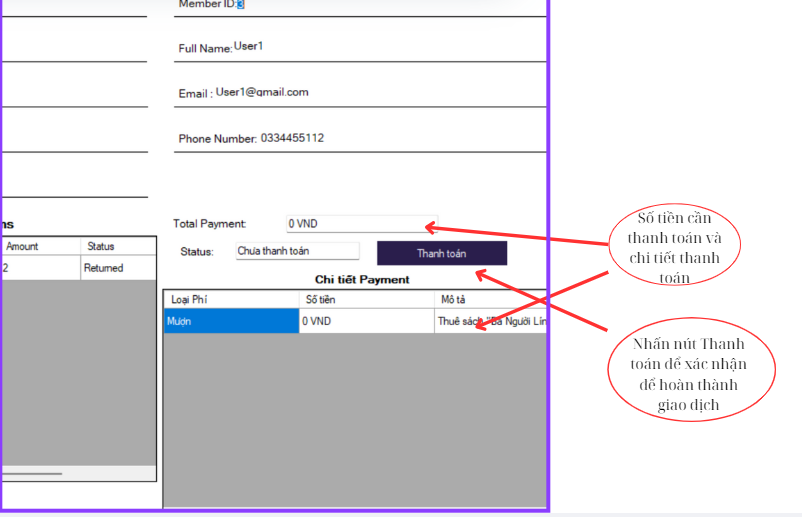 Member ID:3
Full Name: User1
Email : User1@gmail.com
Phone Number: 0334455112
ns
Amount Status
2 Returned
Total Payment: 0 VND
Status: Chưa thanh toán Thanh toán
Chi tiết Payment
Loại Phí Số tiền Mô tả
Mượn 0 VND Thuê sách "Ba Người Lín
Số tiền cần
thanh toán và
chi tiết thanh
toán
Nhấn nút Thanh
toán để xác nhận
để hoàn thành
giao dịch